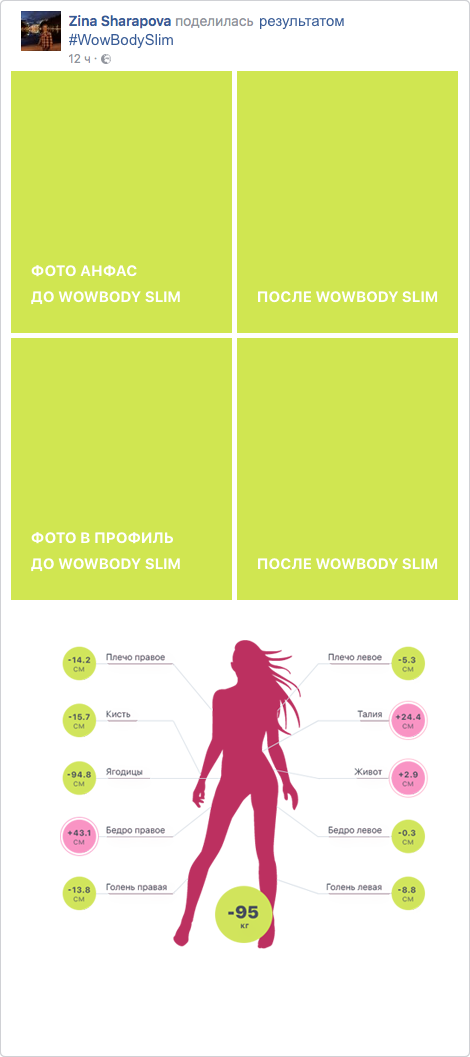 Zina Sharapova поделилась результатом
#WowBodySlim
12 ч ·
ФОТО АНФАС
ДО WOWBODY SLIM
ПОСЛЕ WOWBODY SLIM
ФОТО В ПРОФИЛЬ
ДО WOWBODY SLIM
ПОСЛЕ WOWBODY SLIM
-14.2 СМ Плечо правое
Плечо левое -5.3 СМ
-15.7 СМ Кисть
Талия +24.4 СМ
-94.8 СМ Ягодицы
Живот +2.9 СМ
+43.1 СМ Бедро правое
Бедро левое -0.3 СМ
-13.8 СМ Голень правая
Голень левая -8.8 СМ
-95
кг